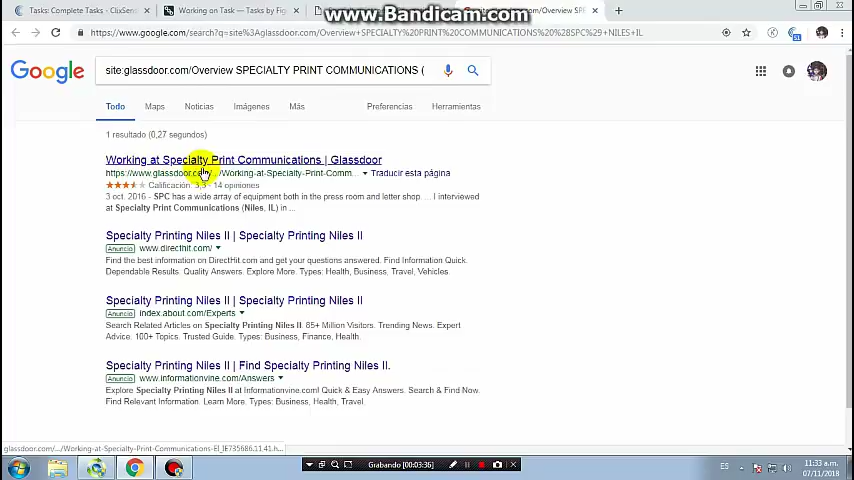 www.Bandicam.com
Tasks: Complete Tasks - ClixSen
Working on Task — Tasks by Fig
https://www.google.com/search?q=site%3Aglassdoor.com/Overview+SPECIALTY%20PRINT%20COMMUNICATIONS%20%28SPC%29+NILES+IL
Google
site:glassdoor.com/Overview SPECIALTY PRINT COMMUNICATIONS (
Todo Maps Noticias Imágenes Más Preferencias Herramientas
1 resultado (0,27 segundos)
Working at Specialty Print Communications | Glassdoor
https://www.glassdoor.co.../Working-at-Specialty-Print-Comm... Traducir esta página
Calificación: 3,3 - 14 opiniones
3 oct. 2016 - SPC has a wide array of equipment both in the press room and letter shop. ... I interviewed
at Specialty Print Communications (Niles, IL) in ...
Specialty Printing Niles Il | Specialty Printing Niles Il
Anuncio www.directhit.com/
Find the best information on DirectHit.com and get your questions answered. Find Information Quick.
Dependable Results. Quality Answers. Explore More. Types: Health, Business, Travel, Vehicles.
Specialty Printing Niles Il | Specialty Printing Niles Il
Anuncio index.about.com/Experts
Search Related Articles on Specialty Printing Niles Il. 85+ Million Visitors. Trending News. Expert
Advice. 100+ Topics. Trusted Guide. Types: Business, Finance, Health.
Specialty Printing Niles Il | Find Specialty Printing Niles Il.
Anuncio www.informationvine.com/Answers
Explore Specialty Printing Niles Il at Informationvine.com! Quick & Easy Answers. Search & Find Now.
Find Relevant Information. Learn More. Types: Business, Health, Travel.
glassdoor.com/.../Working-at-Specialty-Print-Communications-EI_IE735686.11,41.h...
Grabando [00:03:36]
ES
11:33 a.m.
07/11/2018